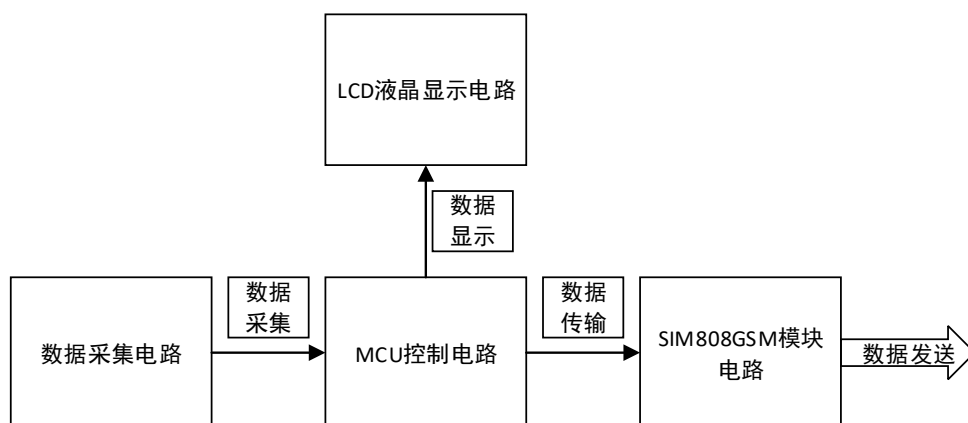 LCD液晶显示电路
数据
显示
数据
采集
数据
传输
数据采集电路
MCU控制电路
SIM808GSM模块
电路
数据发送